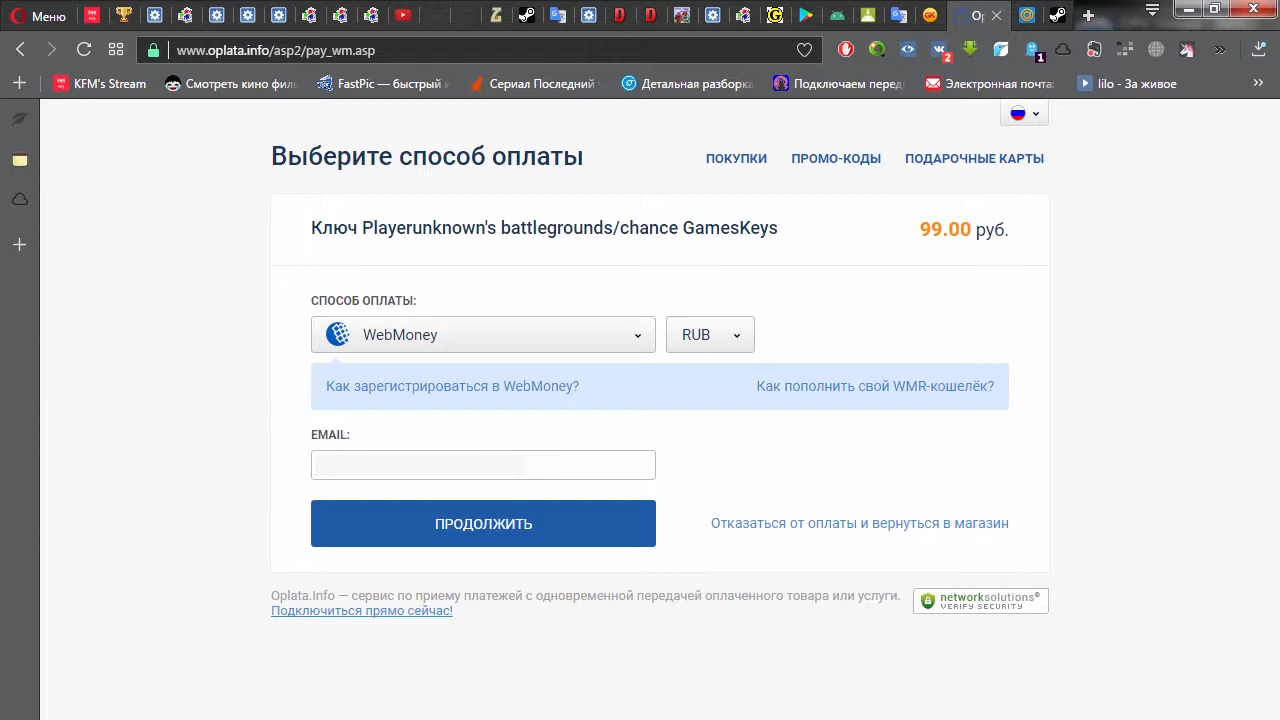 Меню
www.oplata.info/asp2/pay_wm.asp
2
1
KFM's Stream
Смотреть кино
FastPic — быстрый
Сериал Последний
Детальная разборка
Подключаем
Электронная почта
lilo - За живое
Выберите способ оплаты
ПОКУПКИ ПРОМО-КОДЫ ПОДАРОЧНЫЕ КАРТЫ
Ключ Playerunknown's battlegrounds/chance GamesKeys
99.00 руб.
СПОСОБ ОПЛАТЫ:
WebMoney
RUB
Как зарегистрироваться в WebMoney?
Как пополнить свой WMR-кошелёк?
EMAIL:
ПРОДОЛЖИТЬ
Отказаться от оплаты и вернуться в магазин
Oplata.Info — сервис по приему платежей с одновременной передачей оплаченного товара или услуги.
Подключиться прямо сейчас!
networksolutions®
VERIFY SECURITY